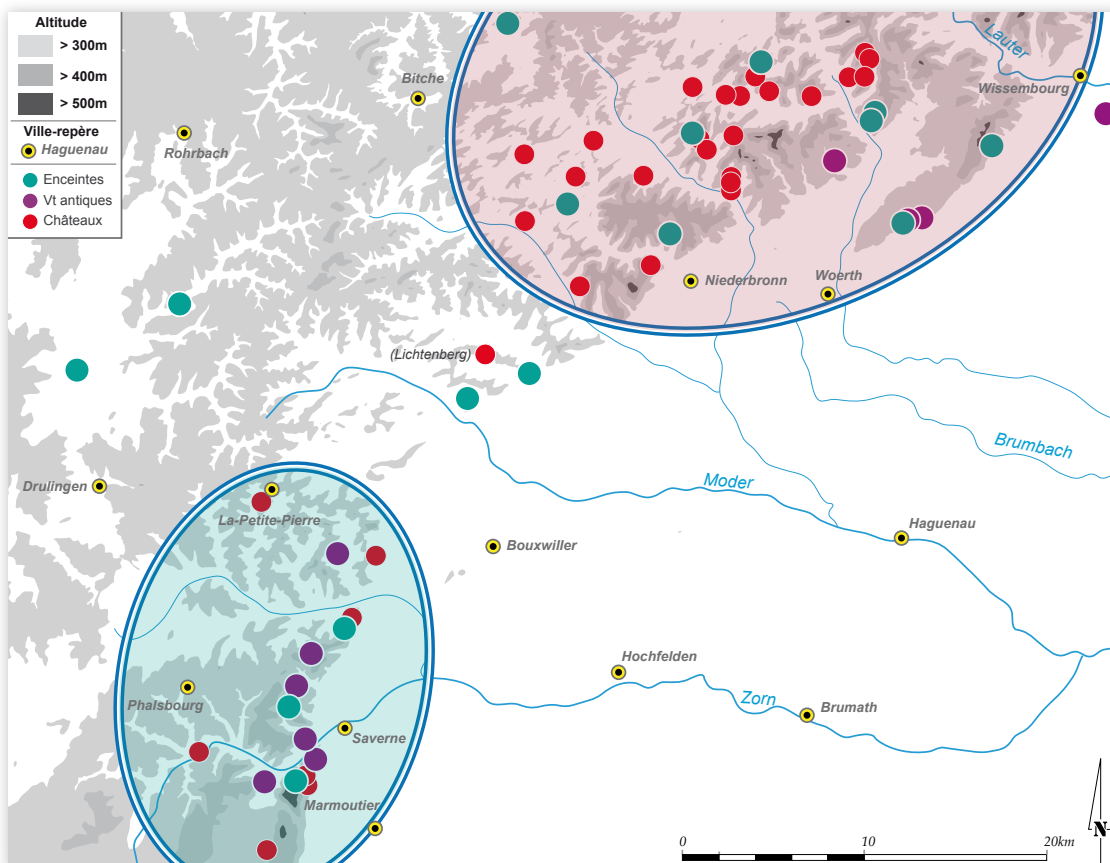 Altitude
> 300m
> 400m
> 500m
Ville-repère
Haguenau
Enceintes
Vt antiques
Châteaux
Lauter
Bitche
Wissembourg
Rohrbach
Niederbronn
Woerth
(Lichtenberg)
Brumbach
Drulingen
Moder
La-Petite-Pierre
Haguenau
Bouxwiller
Hochfelden
Phalsbourg
Zorn
Brumath
Saverne
Marmoutier
N
0 10 20km